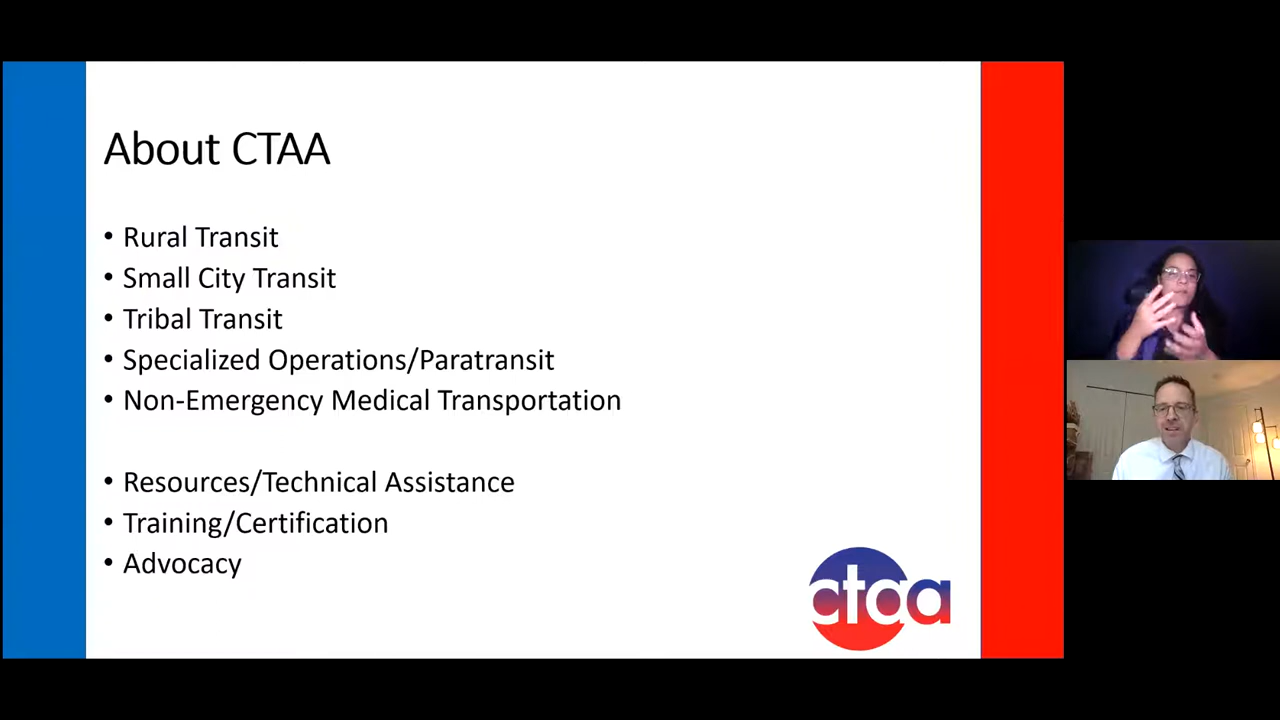 About CTAA
• Rural Transit
• Small City Transit
• Tribal Transit
• Specialized Operations/Paratransit
• Non-Emergency Medical Transportation
• Resources/Technical Assistance
• Training/Certification
• Advocacy
ctaa